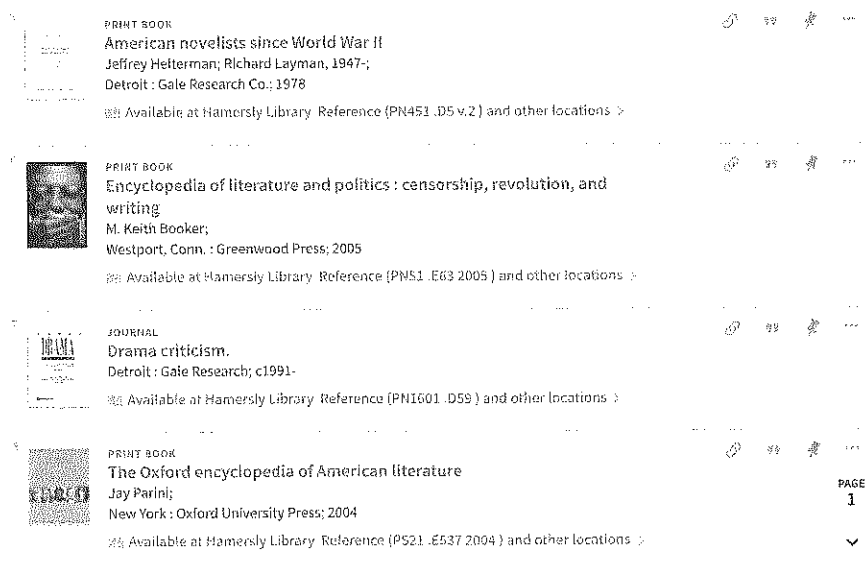 PRINT BOOK
American novelists since World War II
Jeffrey Helterman; Richard Layman, 1947-;
Detroit : Gale Research Co.; 1978
Available at Hamersly Library Reference (PN451 .D5 v.2 ) and other locations >
PRINT BOOK
Encyclopedia of literature and politics : censorship, revolution, and
writing
M. Keith Booker;
Westport, Conn. : Greenwood Press; 2005
Available at Hamersly Library Reference (PN51 .E63 2005 ) and other locations >
JOURNAL
DRAMA
Drama criticism.
Detroit : Gale Research; c1991-
Available at Hamersly Library Reference (PN1601 .D59 ) and other locations >
PRINT BOOK
The Oxford encyclopedia of American literature
Jay Parini;
New York : Oxford University Press; 2004
Available at Hamersly Library Reference (PS21 .E537 2004 ) and other locations >
PAGE
1